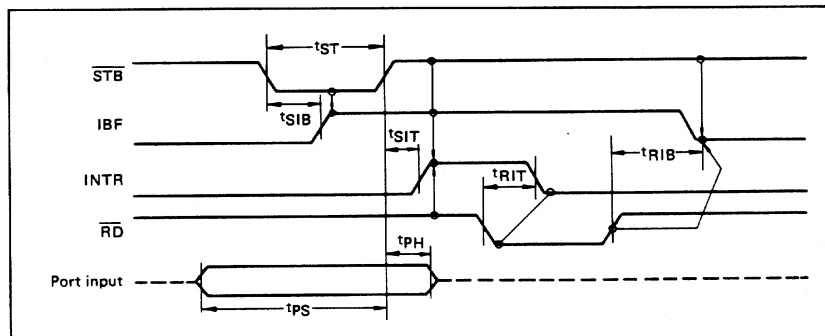 tST
STB
tSIB
IBF
tSIT
tRIB
INTR
tRIT
RD
tPH
Port input
tPS